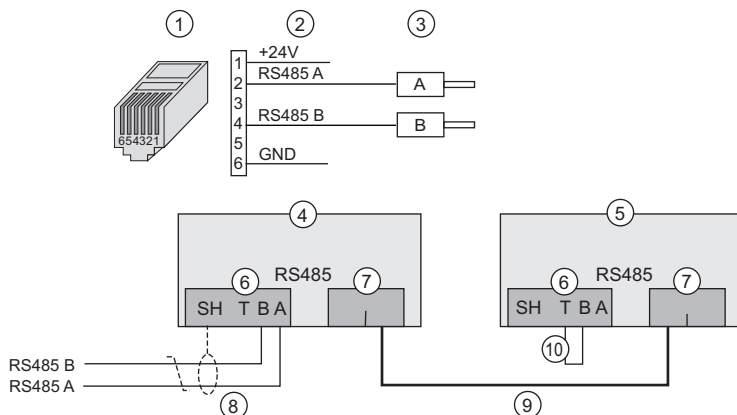 1 2 3
654321
1 +24V
2 RS485 A A
3
4 RS485 B B
5
6 GND
4 5
6 RS485 7 6 RS485 7
SH T B A SH T B A
10
RS485 B
RS485 A
8 9